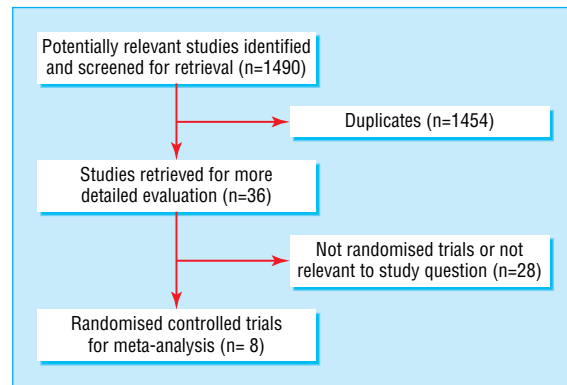 Potentially relevant studies identified
and screened for retrieval (n=1490)
Duplicates (n=1454)
Studies retrieved for more
detailed evaluation (n=36)
Not randomised trials or not
relevant to study question (n=28)
Randomised controlled trials
for meta-analysis (n= 8)